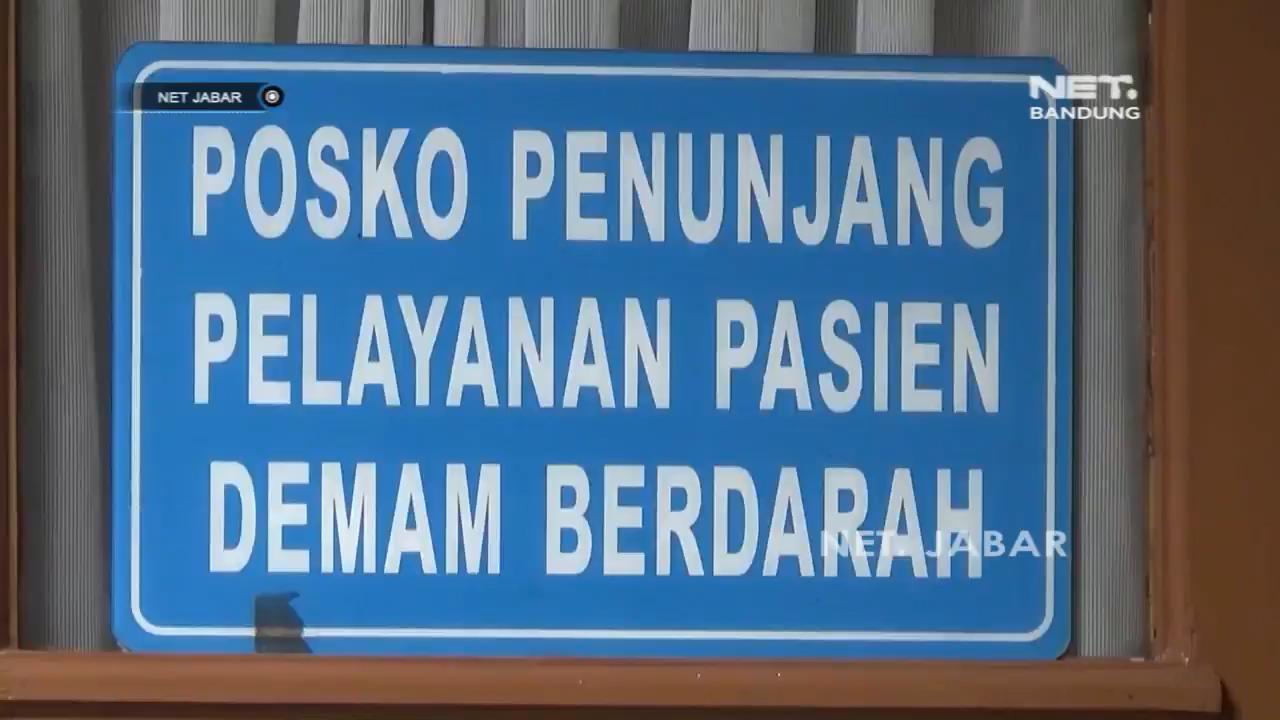 NET JABAR
NET.
BANDUNG
POSKO PENUNJANG
PELAYANAN PASIEN
DEMAM BERDARAH
NET. JABAR